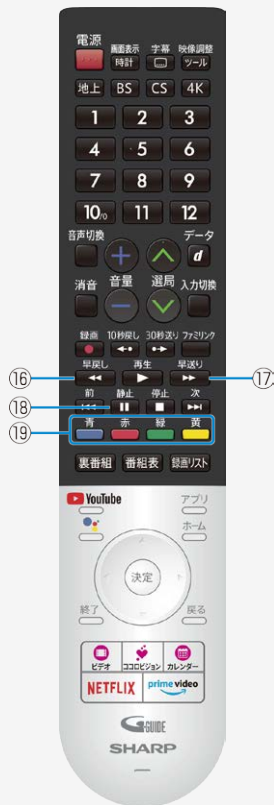 電源
画面表示 字幕 映像調整
時計 ツール
地上 BS CS 4K
1 2 3
4 5 6
7 8 9
10/0 11 12
音声切換 データ
d
消音 音量 選局 入力切換
録画 10秒戻し 30秒送り ファミリンク
早戻し 再生 早送り
⑯ ⑰
前 静止 停止 次
⑱
青 赤 緑 黄
⑲
裏番組 番組表 録画リスト
YouTube アプリ
ホーム
決定
終了 戻る
ビデオ ココロビジョン カレンダー
NETFLIX prime video
G-GUIDE
SHARP